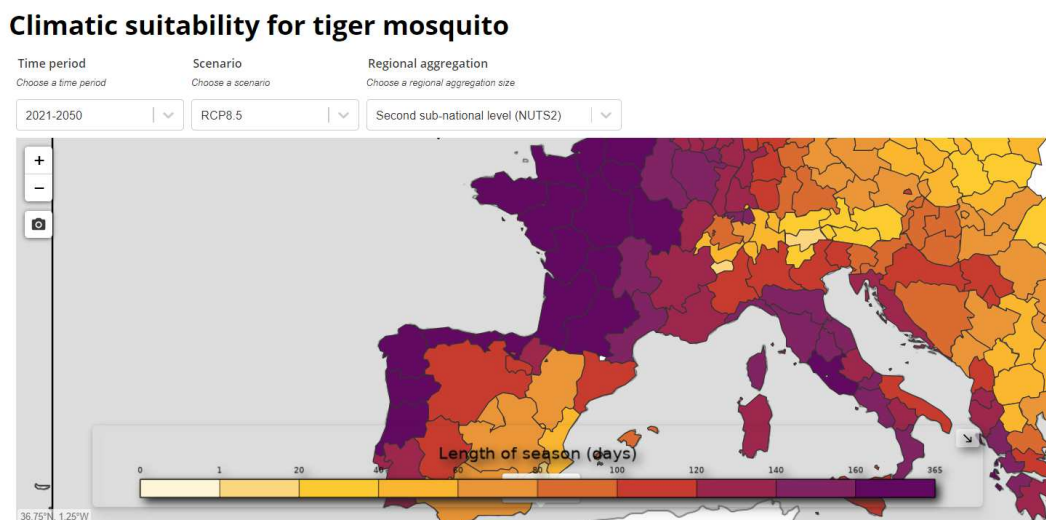 Climatic suitability for tiger mosquito
Time period
Scenario
Regional aggregation
Choose a time period
Choose a scenario
Choose a regional aggregation size
2021-2050
RCP8.5
Second sub-national level (NUTS2)
+
−
Length of season (days)
0 1 20 40 60 80 100 120 140 160 365
36.75°N, 1.25°W